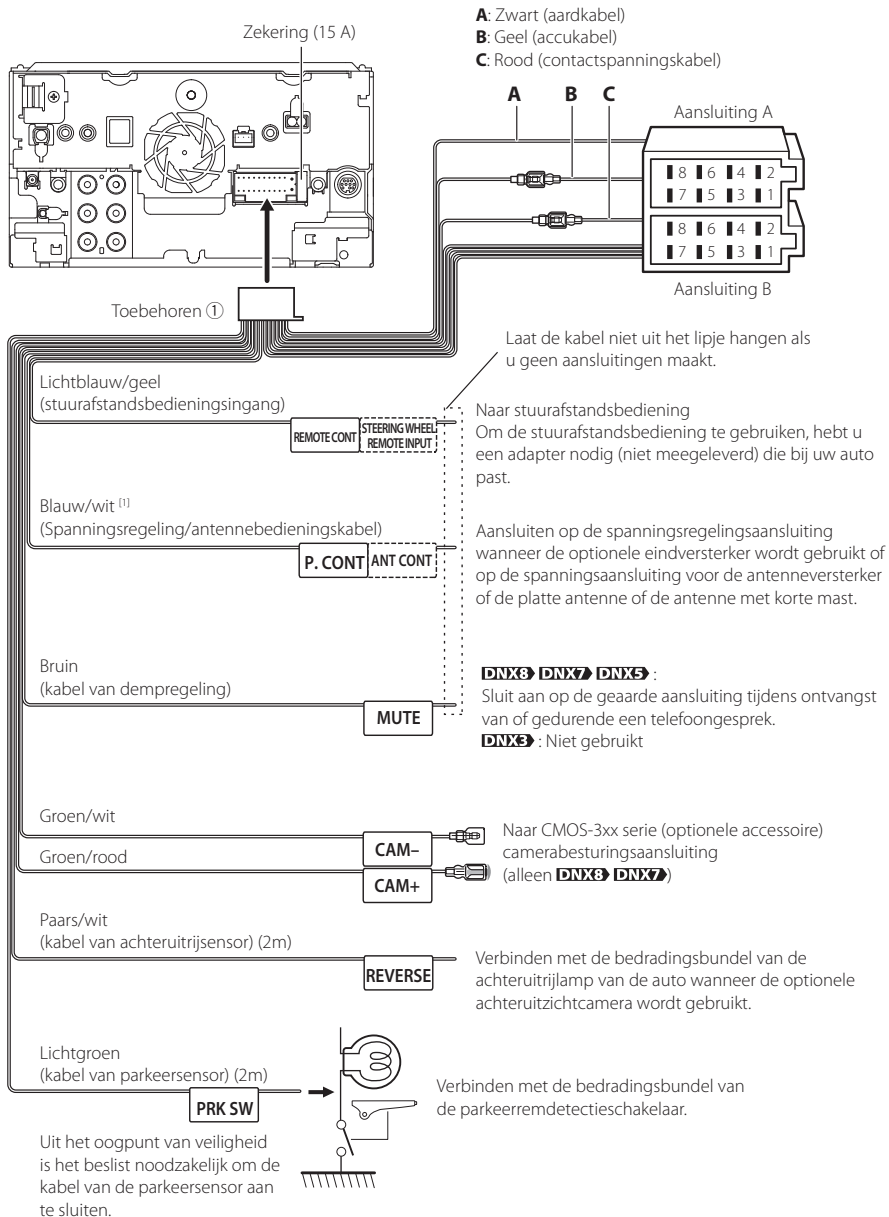 A: Zwart (aardkabel)
B: Geel (accukabel)
C: Rood (contactspanningskabel)
Zekering (15 A)
A B C
Aansluiting A
8 6 4 2
7 5 3 1
8 6 4 2
7 5 3 1
Aansluiting B
Toebehoren ①
Laat de kabel niet uit het lipje hangen als
u geen aansluitingen maakt.
Lichtblauw/geel
(stuurafstandsbedieningsingang)
REMOTE CONT
STEERING WHEEL
REMOTE INPUT
Naar stuurafstandsbediening
Om de stuurafstandsbediening te gebruiken, hebt u
een adapter nodig (niet meegeleverd) die bij uw auto
past.
Blauw/wit [1]
(Spanningsregeling/antennebedieningskabel)
P. CONT
ANT CONT
Aansluiten op de spanningsregelingsaansluiting
wanneer de optionele eindversterker wordt gebruikt of
op de spanningsaansluiting voor de antenneversterker
of de platte antenne of de antenne met korte mast.
Bruin
(kabel van dempregeling)
MUTE
DNX8 DNX7 DNX5 :
Sluit aan op de geaarde aansluiting tijdens ontvangst
van of gedurende een telefoongesprek.
DNX3 : Niet gebruikt
Groen/wit
CAM–
Groen/rood
CAM+
Naar CMOS-3xx serie (optionele accessoire)
camerabesturingsaansluiting
(alleen DNX8 DNX7)
Paars/wit
(kabel van achteruitrijsensor) (2m)
REVERSE
Verbinden met de bedradingsbundel van de
achteruitrijlamp van de auto wanneer de optionele
achteruitzichtcamera wordt gebruikt.
Lichtgroen
(kabel van parkeersensor) (2m)
PRK SW
Verbinden met de bedradingsbundel van
de parkeerremdetectieschakelaar.
Uit het oogpunt van veiligheid
is het beslist noodzakelijk om de
kabel van de parkeersensor aan
te sluiten.